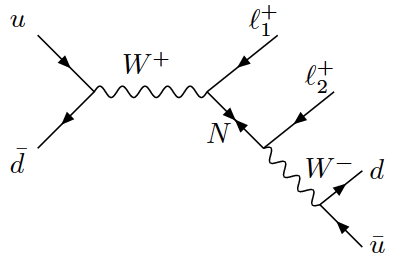 u
ℓ₁⁺
W⁺
ℓ₂⁺
d̄
N
W⁻
d
ū